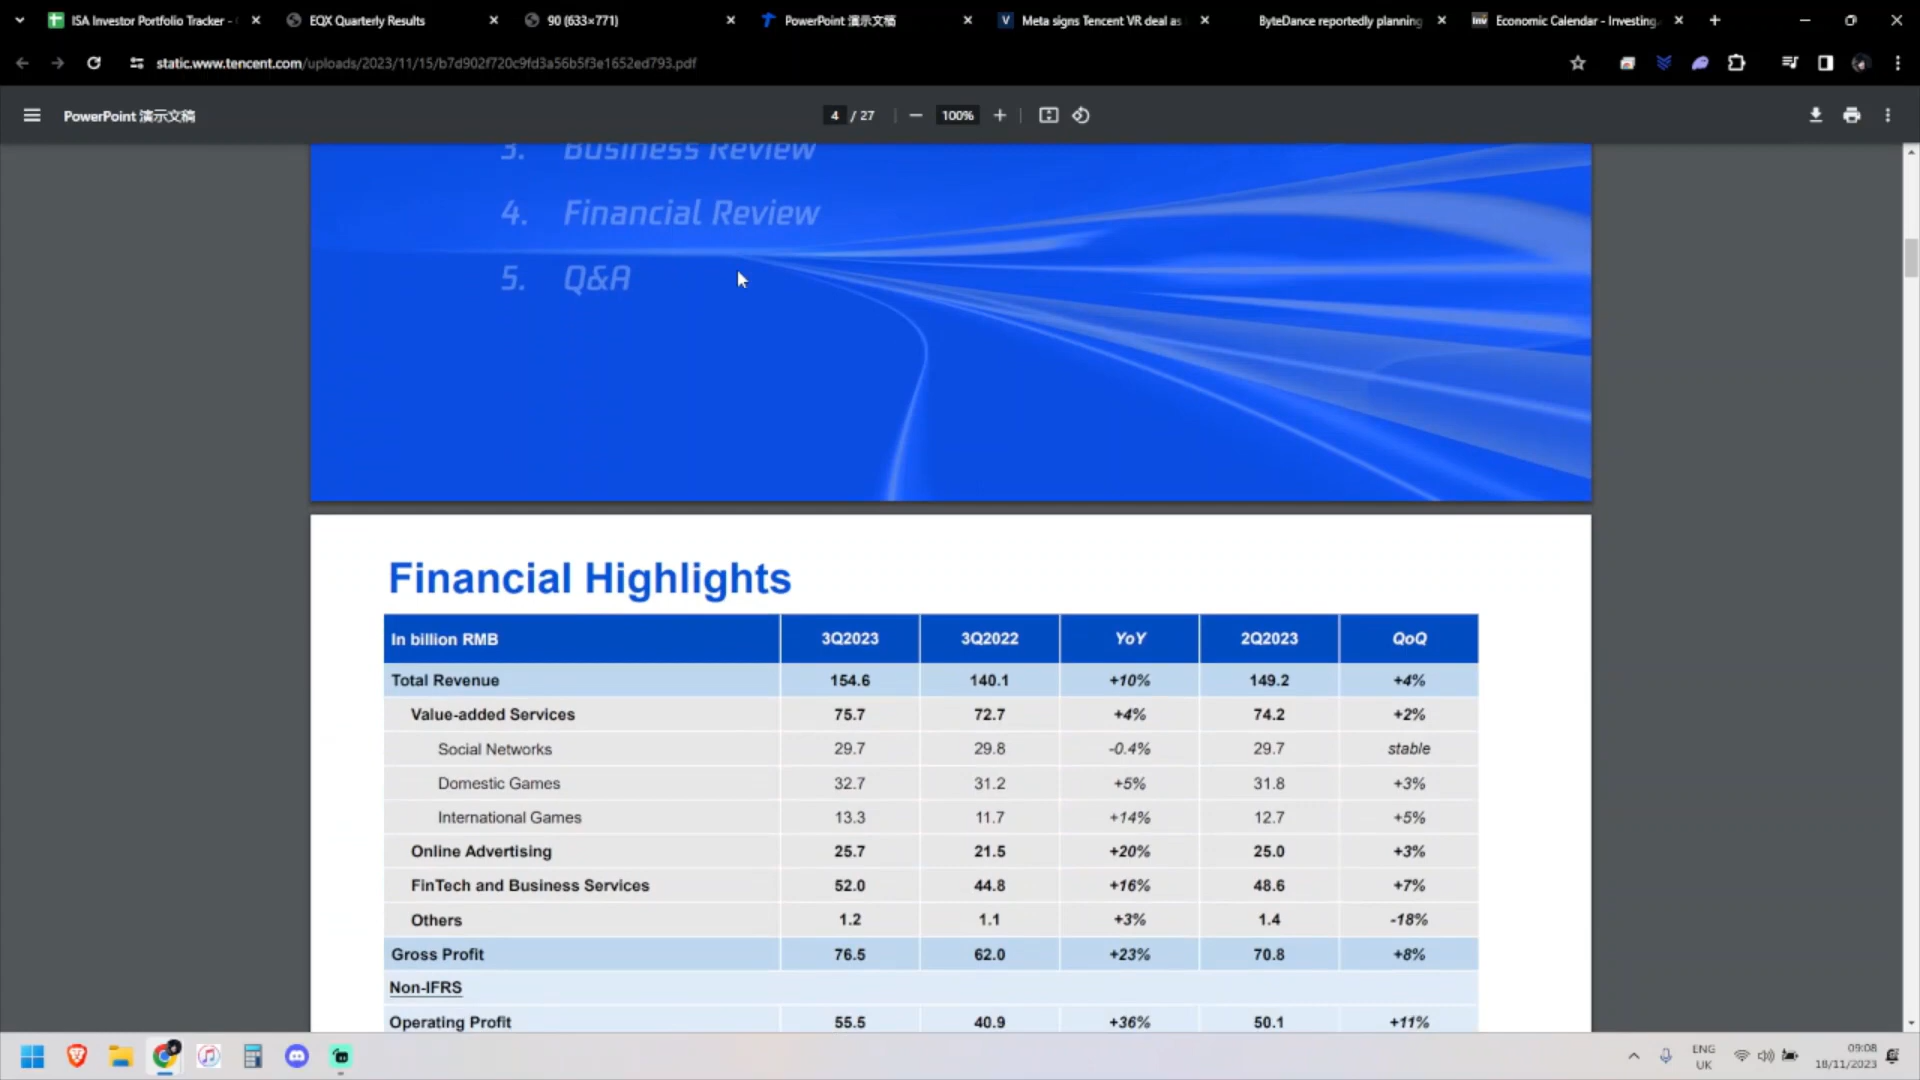 ISA Investor Portfolio Tracker -
EQX Quarterly Results
90 (633×771)
PowerPoint 演示文稿
Meta signs Tencent VR deal as
ByteDance reportedly planning
Economic Calendar - Investing.
static.www.tencent.com/uploads/2023/11/15/b7d902f720c9fd3a56b5f3e1652ed793.pdf
PowerPoint 演示文稿
4 / 27
100%
3. Business Review
4. Financial Review
5. Q&A
Financial Highlights
In billion RMB 3Q2023 3Q2022 YoY 2Q2023 QoQ
Total Revenue 154.6 140.1 +10% 149.2 +4%
Value-added Services 75.7 72.7 +4% 74.2 +2%
Social Networks 29.7 29.8 -0.4% 29.7 stable
Domestic Games 32.7 31.2 +5% 31.8 +3%
International Games 13.3 11.7 +14% 12.7 +5%
Online Advertising 25.7 21.5 +20% 25.0 +3%
FinTech and Business Services 52.0 44.8 +16% 48.6 +7%
Others 1.2 1.1 +3% 1.4 -18%
Gross Profit 76.5 62.0 +23% 70.8 +8%
Non-IFRS
Operating Profit 55.5 40.9 +36% 50.1 +11%
ENG
UK
09:08
18/11/2023